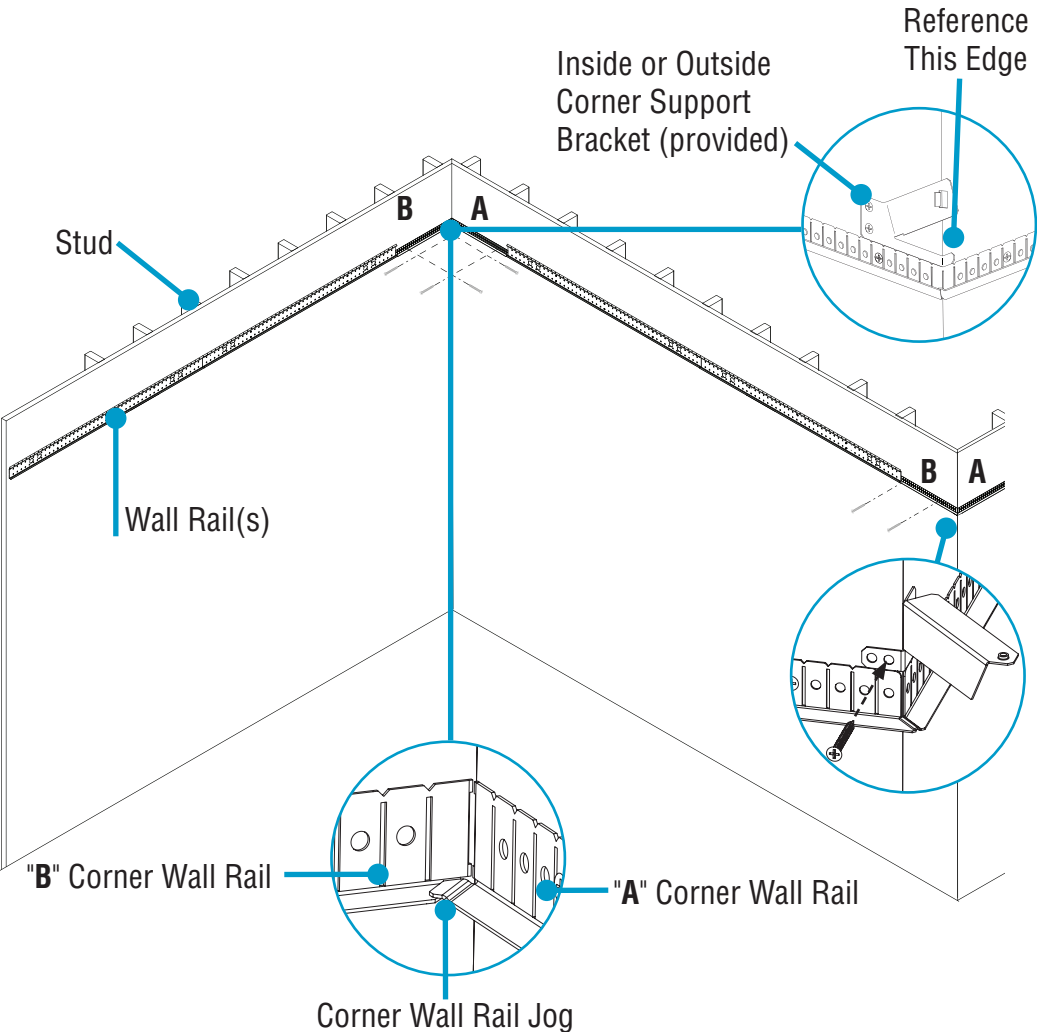 Reference
This Edge
Inside or Outside
Corner Support
Bracket (provided)
B A
Stud
B A
Wall Rail(s)
"B" Corner Wall Rail
"A" Corner Wall Rail
Corner Wall Rail Jog